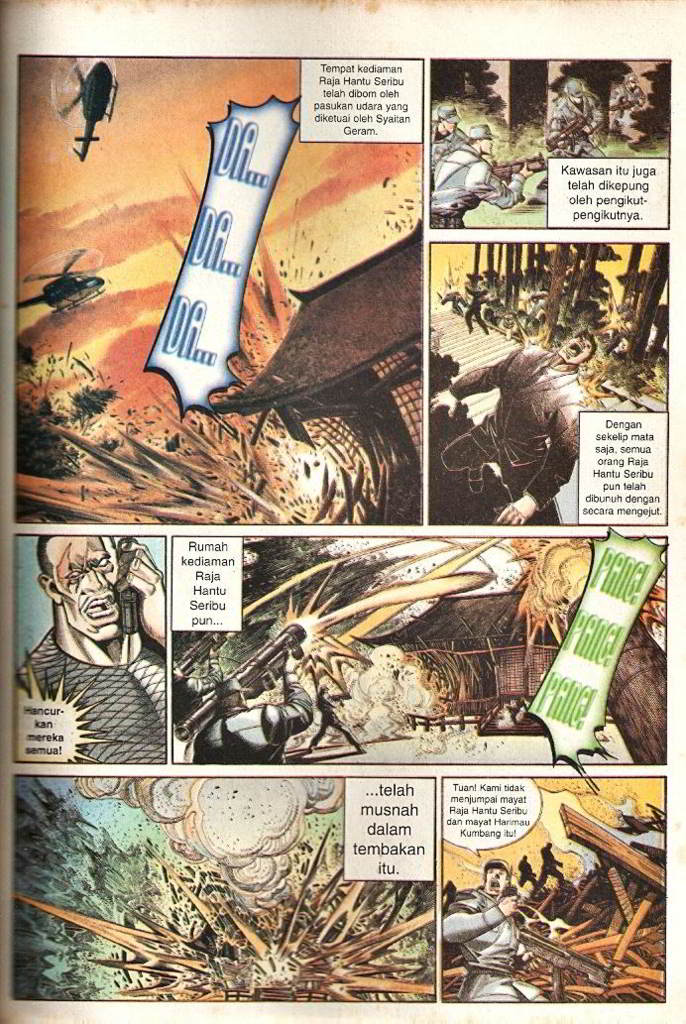 Tempat kediaman
Raja Hantu Seribu
telah dibom oleh
pasukan udara yang
diketuai oleh Syaitan
Geram.
DA...
DA...
DA...
Kawasan itu juga
telah dikepung
oleh pengikut-
pengikutnya.
Dengan
sekelip mata
saja, semua
orang Raja
Hantu Seribu
pun telah
dibunuh dengan
secara mengejut.
Hancur-
kan
mereka
semua!
Rumah
kediaman
Raja
Hantu
Seribu
pun...
PANG!
PANG!
PANG!
...telah
musnah
dalam
tembakan
itu.
Tuan! Kami tidak
menjumpai mayat
Raja Hantu Seribu
dan mayat Harimau
Kumbang itu!